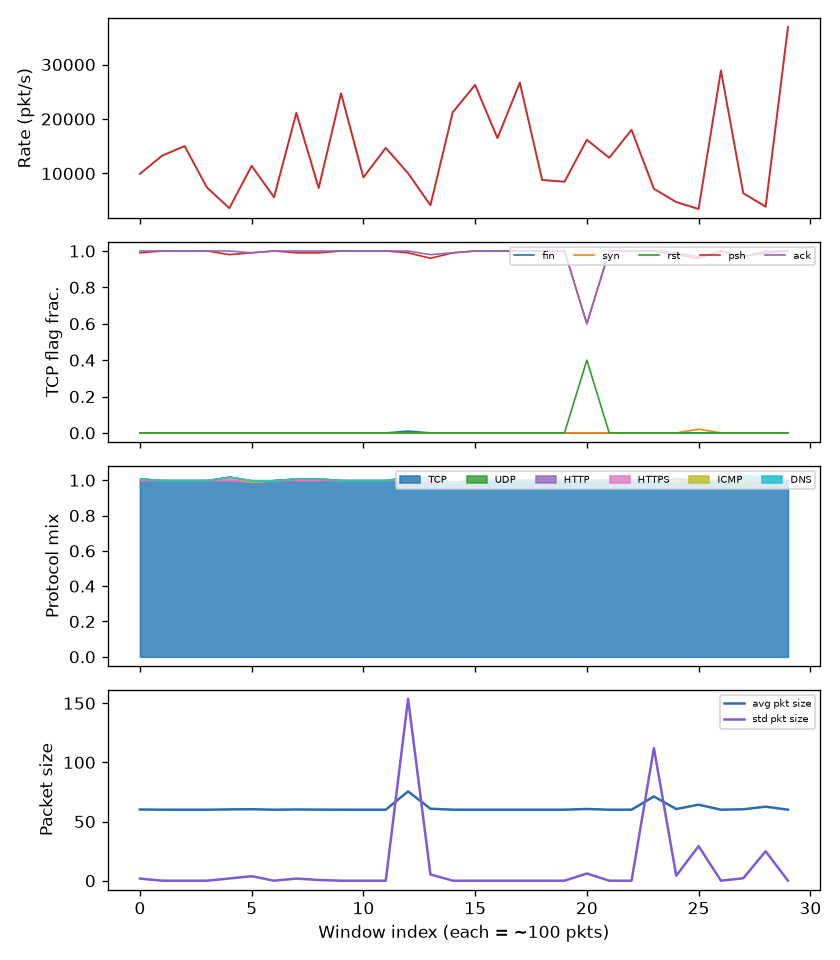 Rate (pkt/s)
30000
20000
10000
TCP flag frac.
1.0
0.8
0.6
0.4
0.2
0.0
fin syn rst psh ack
Protocol mix
1.0
0.8
0.6
0.4
0.2
0.0
TCP UDP HTTP HTTPS ICMP DNS
Packet size
150
100
50
0
avg pkt size
std pkt size
0 5 10 15 20 25 30
Window index (each = ~100 pkts)